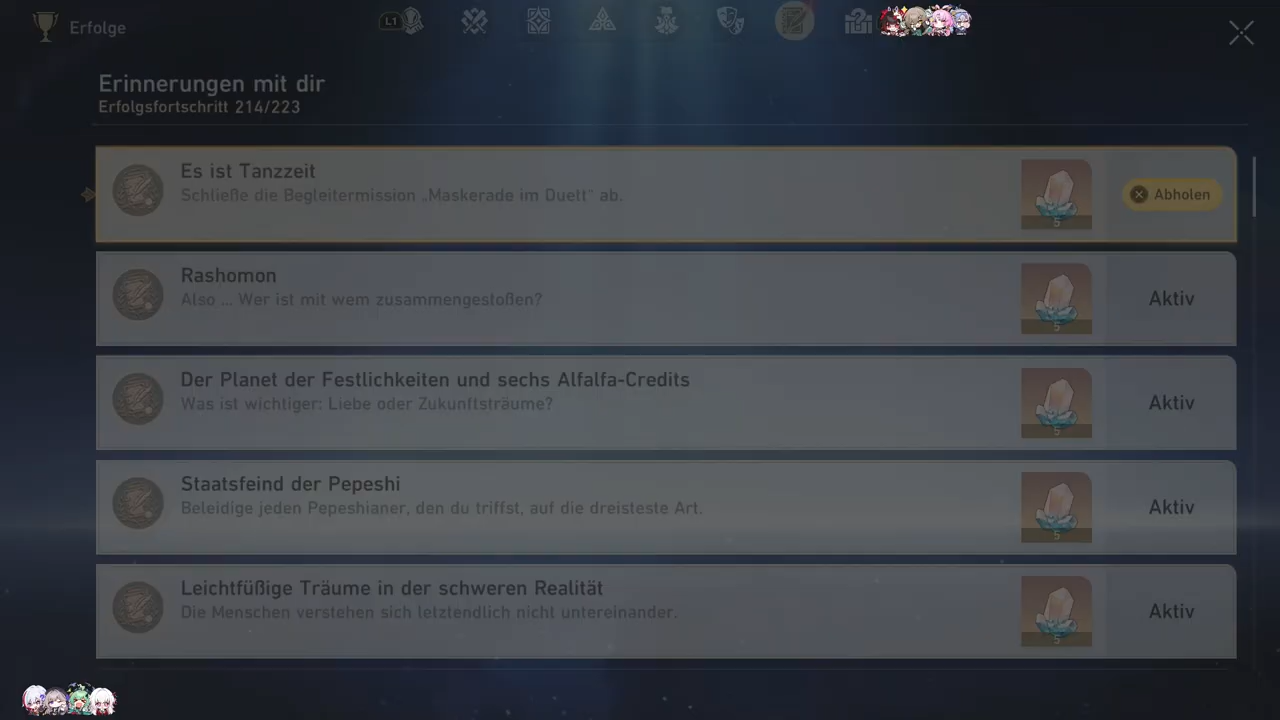 Erfolge
L1
Erinnerungen mit dir
Erfolgsfortschritt 214/223
Es ist Tanzzeit
Schließe die Begleitermission „Maskerade im Duett“ ab.
5
Abholen
Rashomon
Also ... Wer ist mit wem zusammengestoßen?
5
Aktiv
Der Planet der Festlichkeiten und sechs Alfalfa-Credits
Was ist wichtiger: Liebe oder Zukunftsträume?
5
Aktiv
Staatsfeind der Pepeshi
Beleidige jeden Pepeshianer, den du triffst, auf die dreisteste Art.
5
Aktiv
Leichtfüßige Träume in der schweren Realität
Die Menschen verstehen sich letztendlich nicht untereinander.
5
Aktiv